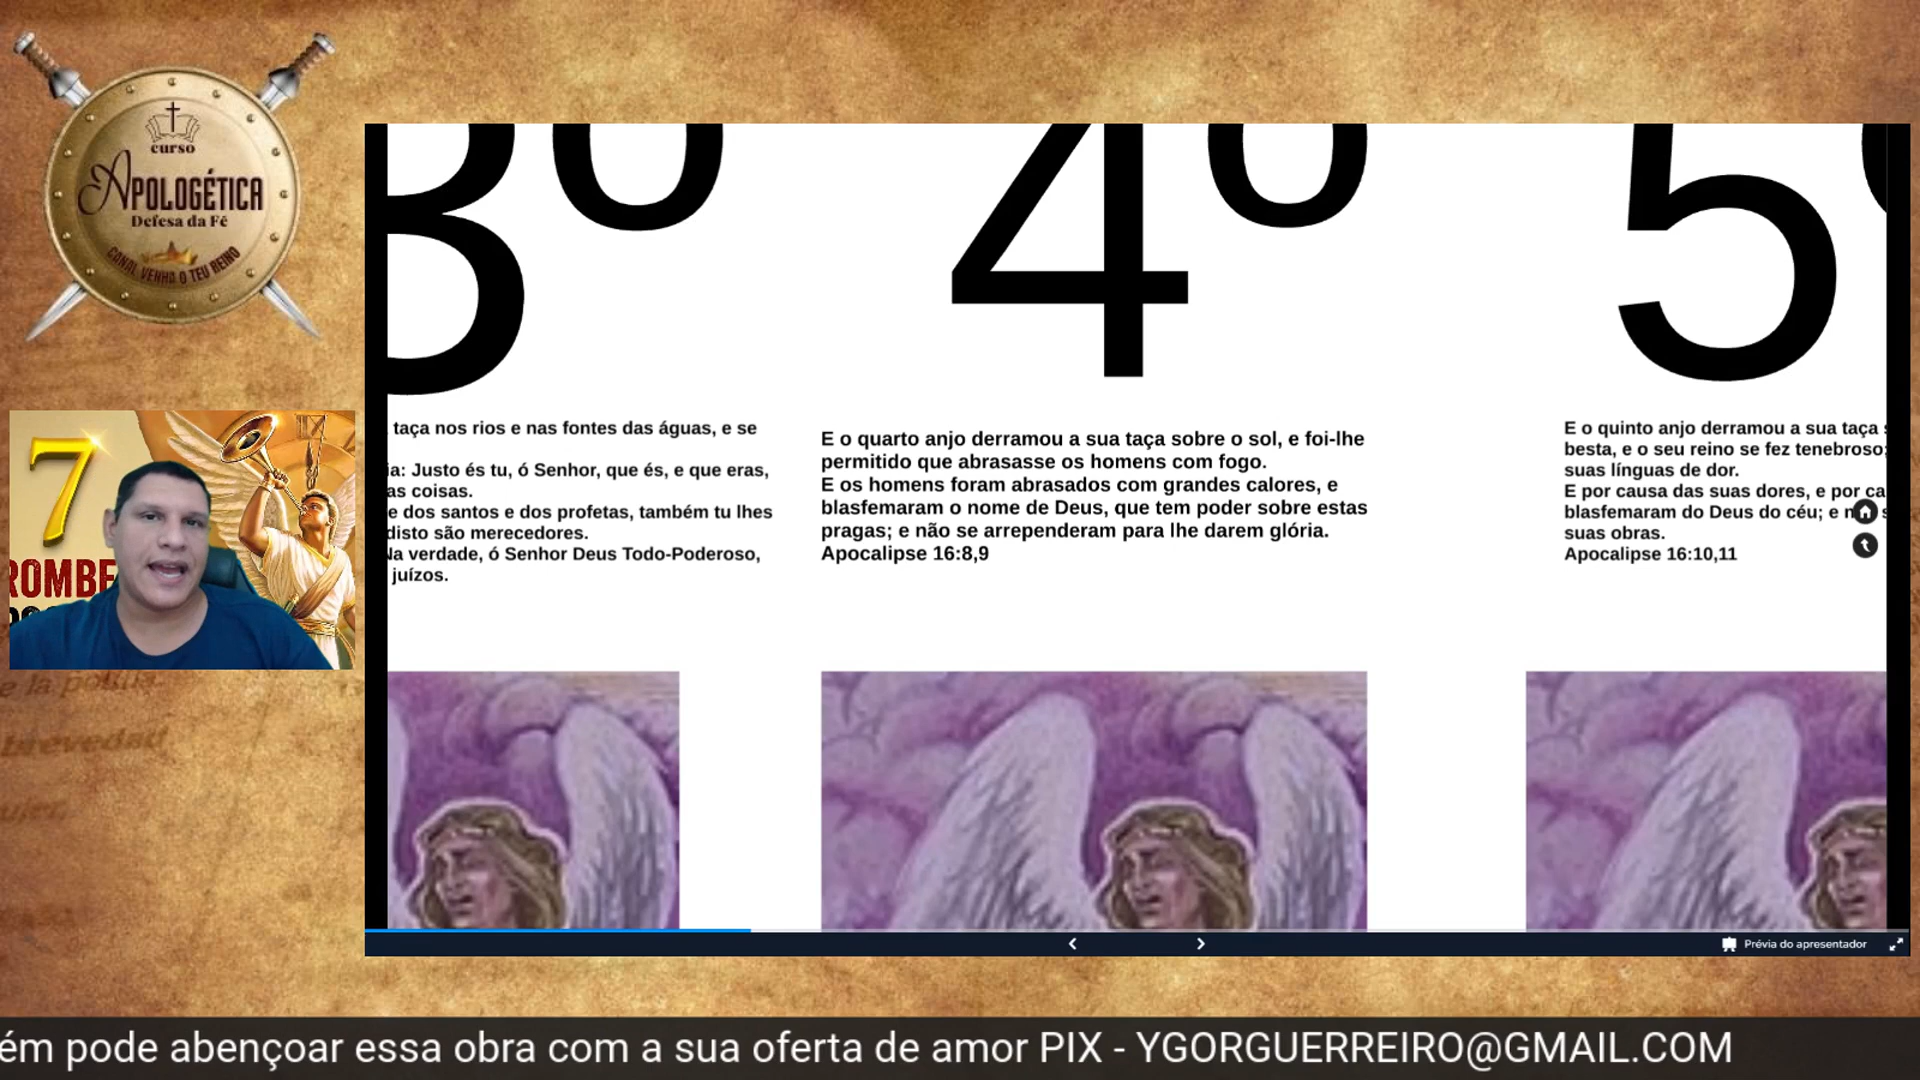 curso
APOLOGÉTICA
Defesa da Fé
CANAL VENHA O TEU REINO
7
ROMBE
3º
4º
5º
taça nos rios e nas fontes das águas, e se
ia: Justo és tu, ó Senhor, que és, e que eras,
as coisas.
e dos santos e dos profetas, também tu lhes
disto são merecedores.
Na verdade, ó Senhor Deus Todo-Poderoso,
juízos.
E o quarto anjo derramou a sua taça sobre o sol, e foi-lhe
permitido que abrasasse os homens com fogo.
E os homens foram abrasados com grandes calores, e
blasfemaram o nome de Deus, que tem poder sobre estas
pragas; e não se arrependeram para lhe darem glória.
Apocalipse 16:8,9
E o quinto anjo derramou a sua taça
besta, e o seu reino se fez tenebroso;
suas línguas de dor.
E por causa das suas dores, e por ca
blasfemaram do Deus do céu; e n
suas obras.
Apocalipse 16:10,11
e la
brevedad
Prévia do apresentador
ém pode abençoar essa obra com a sua oferta de amor PIX - YGORGUERREIRO@GMAIL.COM